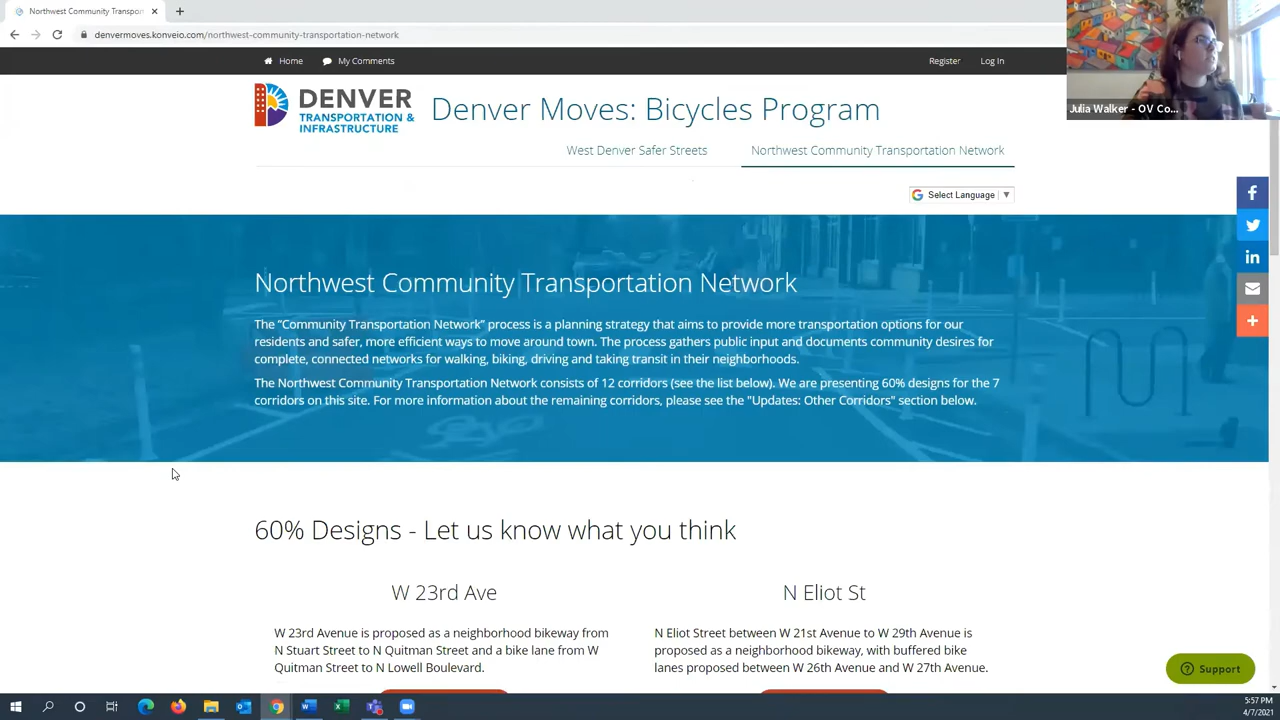 Northwest Community Transport
denvermoves.konveio.com/northwest-community-transportation-network
Home My Comments Register Log In
DENVER
TRANSPORTATION &
INFRASTRUCTURE
Denver Moves: Bicycles Program
West Denver Safer Streets Northwest Community Transportation Network
Select Language
Julia Walker - OV Co...
Northwest Community Transportation Network
The "Community Transportation Network" process is a planning strategy that aims to provide more transportation options for our
residents and safer, more efficient ways to move around town. The process gathers public input and documents community desires for
complete, connected networks for walking, biking, driving and taking transit in their neighborhoods.
The Northwest Community Transportation Network consists of 12 corridors (see the list below). We are presenting 60% designs for the 7
corridors on this site. For more information about the remaining corridors, please see the "Updates: Other Corridors" section below.
60% Designs - Let us know what you think
W 23rd Ave
W 23rd Avenue is proposed as a neighborhood bikeway from
N Stuart Street to N Quitman Street and a bike lane from W
Quitman Street to N Lowell Boulevard.
N Eliot St
N Eliot Street between W 21st Avenue to W 29th Avenue is
proposed as a neighborhood bikeway, with buffered bike
lanes proposed between W 26th Avenue and W 27th Avenue.
Support
5:57 PM
4/7/2021